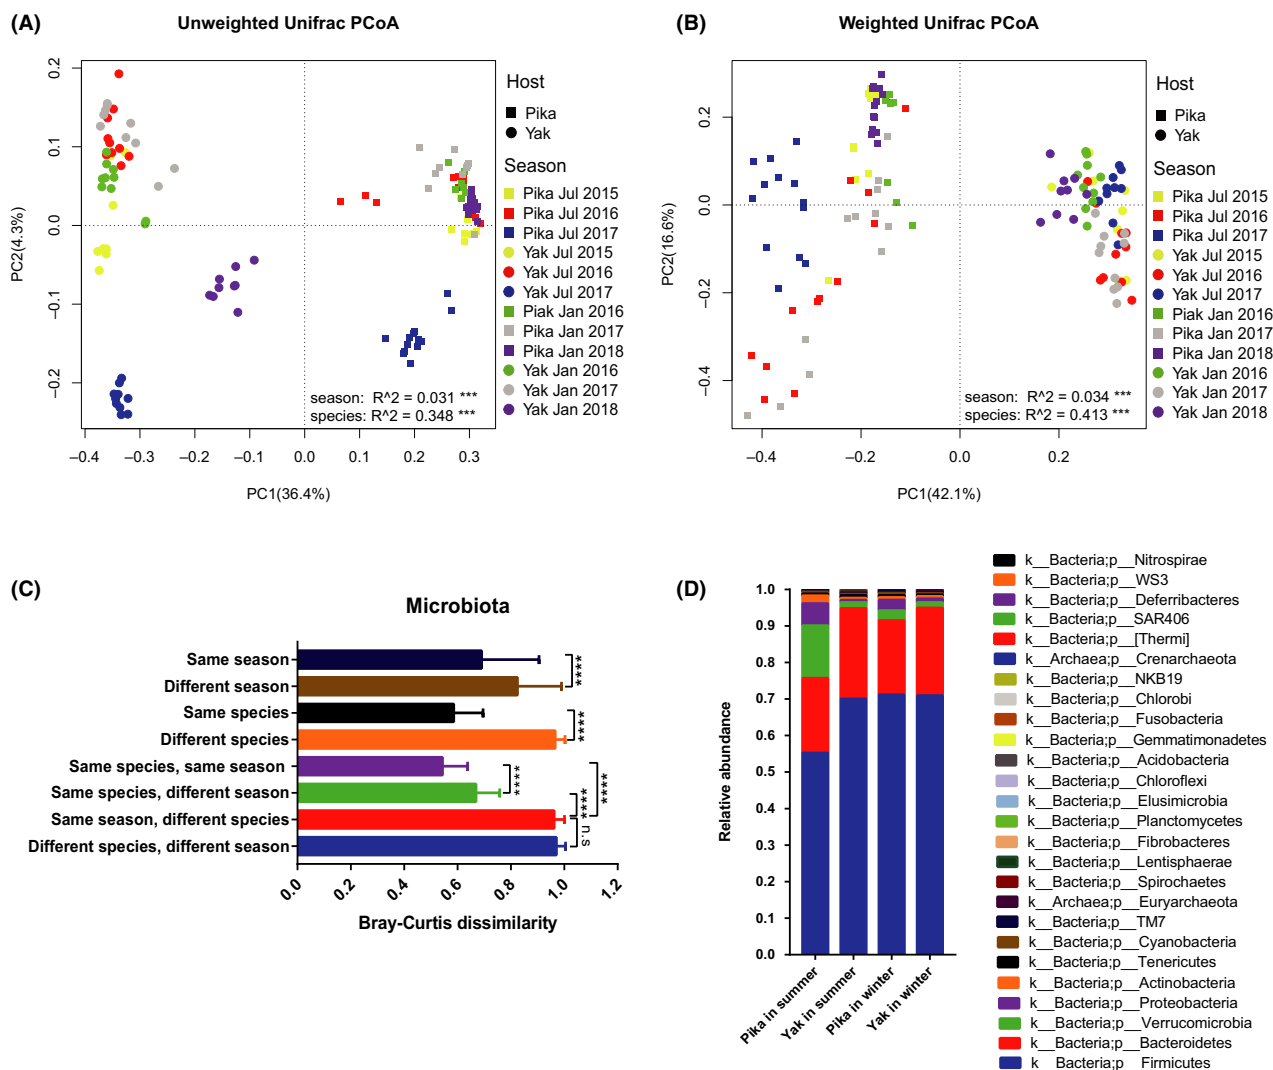 (A)
Unweighted Unifrac PCoA
PC2(4.3%)
0.2
0.1
0.0
−0.1
−0.2
season: R^2 = 0.031 ***
species: R^2 = 0.348 ***
−0.4 −0.3 −0.2 −0.1 0.0 0.1 0.2 0.3
PC1(36.4%)
Host
Pika
Yak
Season
Pika Jul 2015
Pika Jul 2016
Pika Jul 2017
Yak Jul 2015
Yak Jul 2016
Yak Jul 2017
Piak Jan 2016
Pika Jan 2017
Pika Jan 2018
Yak Jan 2016
Yak Jan 2017
Yak Jan 2018
(B)
Weighted Unifrac PCoA
PC2(16.6%)
0.2
0.0
−0.2
−0.4
season: R^2 = 0.034 ***
species: R^2 = 0.413 ***
−0.4 −0.2 0.0 0.2
PC1(42.1%)
Host
Pika
Yak
Season
Pika Jul 2015
Pika Jul 2016
Pika Jul 2017
Yak Jul 2015
Yak Jul 2016
Yak Jul 2017
Piak Jan 2016
Pika Jan 2017
Pika Jan 2018
Yak Jan 2016
Yak Jan 2017
Yak Jan 2018
(C)
Microbiota
Same season
Different season
Same species
Different species
Same species, same season
Same species, different season
Same season, different species
Different species, different season
****
****
****
****
****
n.s
0.0 0.2 0.4 0.6 0.8 1.0 1.2
Bray-Curtis dissimilarity
(D)
Relative abundance
1.0
0.9
0.8
0.7
0.6
0.5
0.4
0.3
0.2
0.1
0.0
Pika in summer
Yak in summer
Pika in winter
Yak in winter
k__Bacteria;p__Nitrospirae
k__Bacteria;p__WS3
k__Bacteria;p__Deferribacteres
k__Bacteria;p__SAR406
k__Bacteria;p__[Thermi]
k__Archaea;p__Crenarchaeota
k__Bacteria;p__NKB19
k__Bacteria;p__Chlorobi
k__Bacteria;p__Fusobacteria
k__Bacteria;p__Gemmatimonadetes
k__Bacteria;p__Acidobacteria
k__Bacteria;p__Chloroflexi
k__Bacteria;p__Elusimicrobia
k__Bacteria;p__Planctomycetes
k__Bacteria;p__Fibrobacteres
k__Bacteria;p__Lentisphaerae
k__Bacteria;p__Spirochaetes
k__Archaea;p__Euryarchaeota
k__Bacteria;p__TM7
k__Bacteria;p__Cyanobacteria
k__Bacteria;p__Tenericutes
k__Bacteria;p__Actinobacteria
k__Bacteria;p__Proteobacteria
k__Bacteria;p__Verrucomicrobia
k__Bacteria;p__Bacteroidetes
k__Bacteria;p__Firmicutes